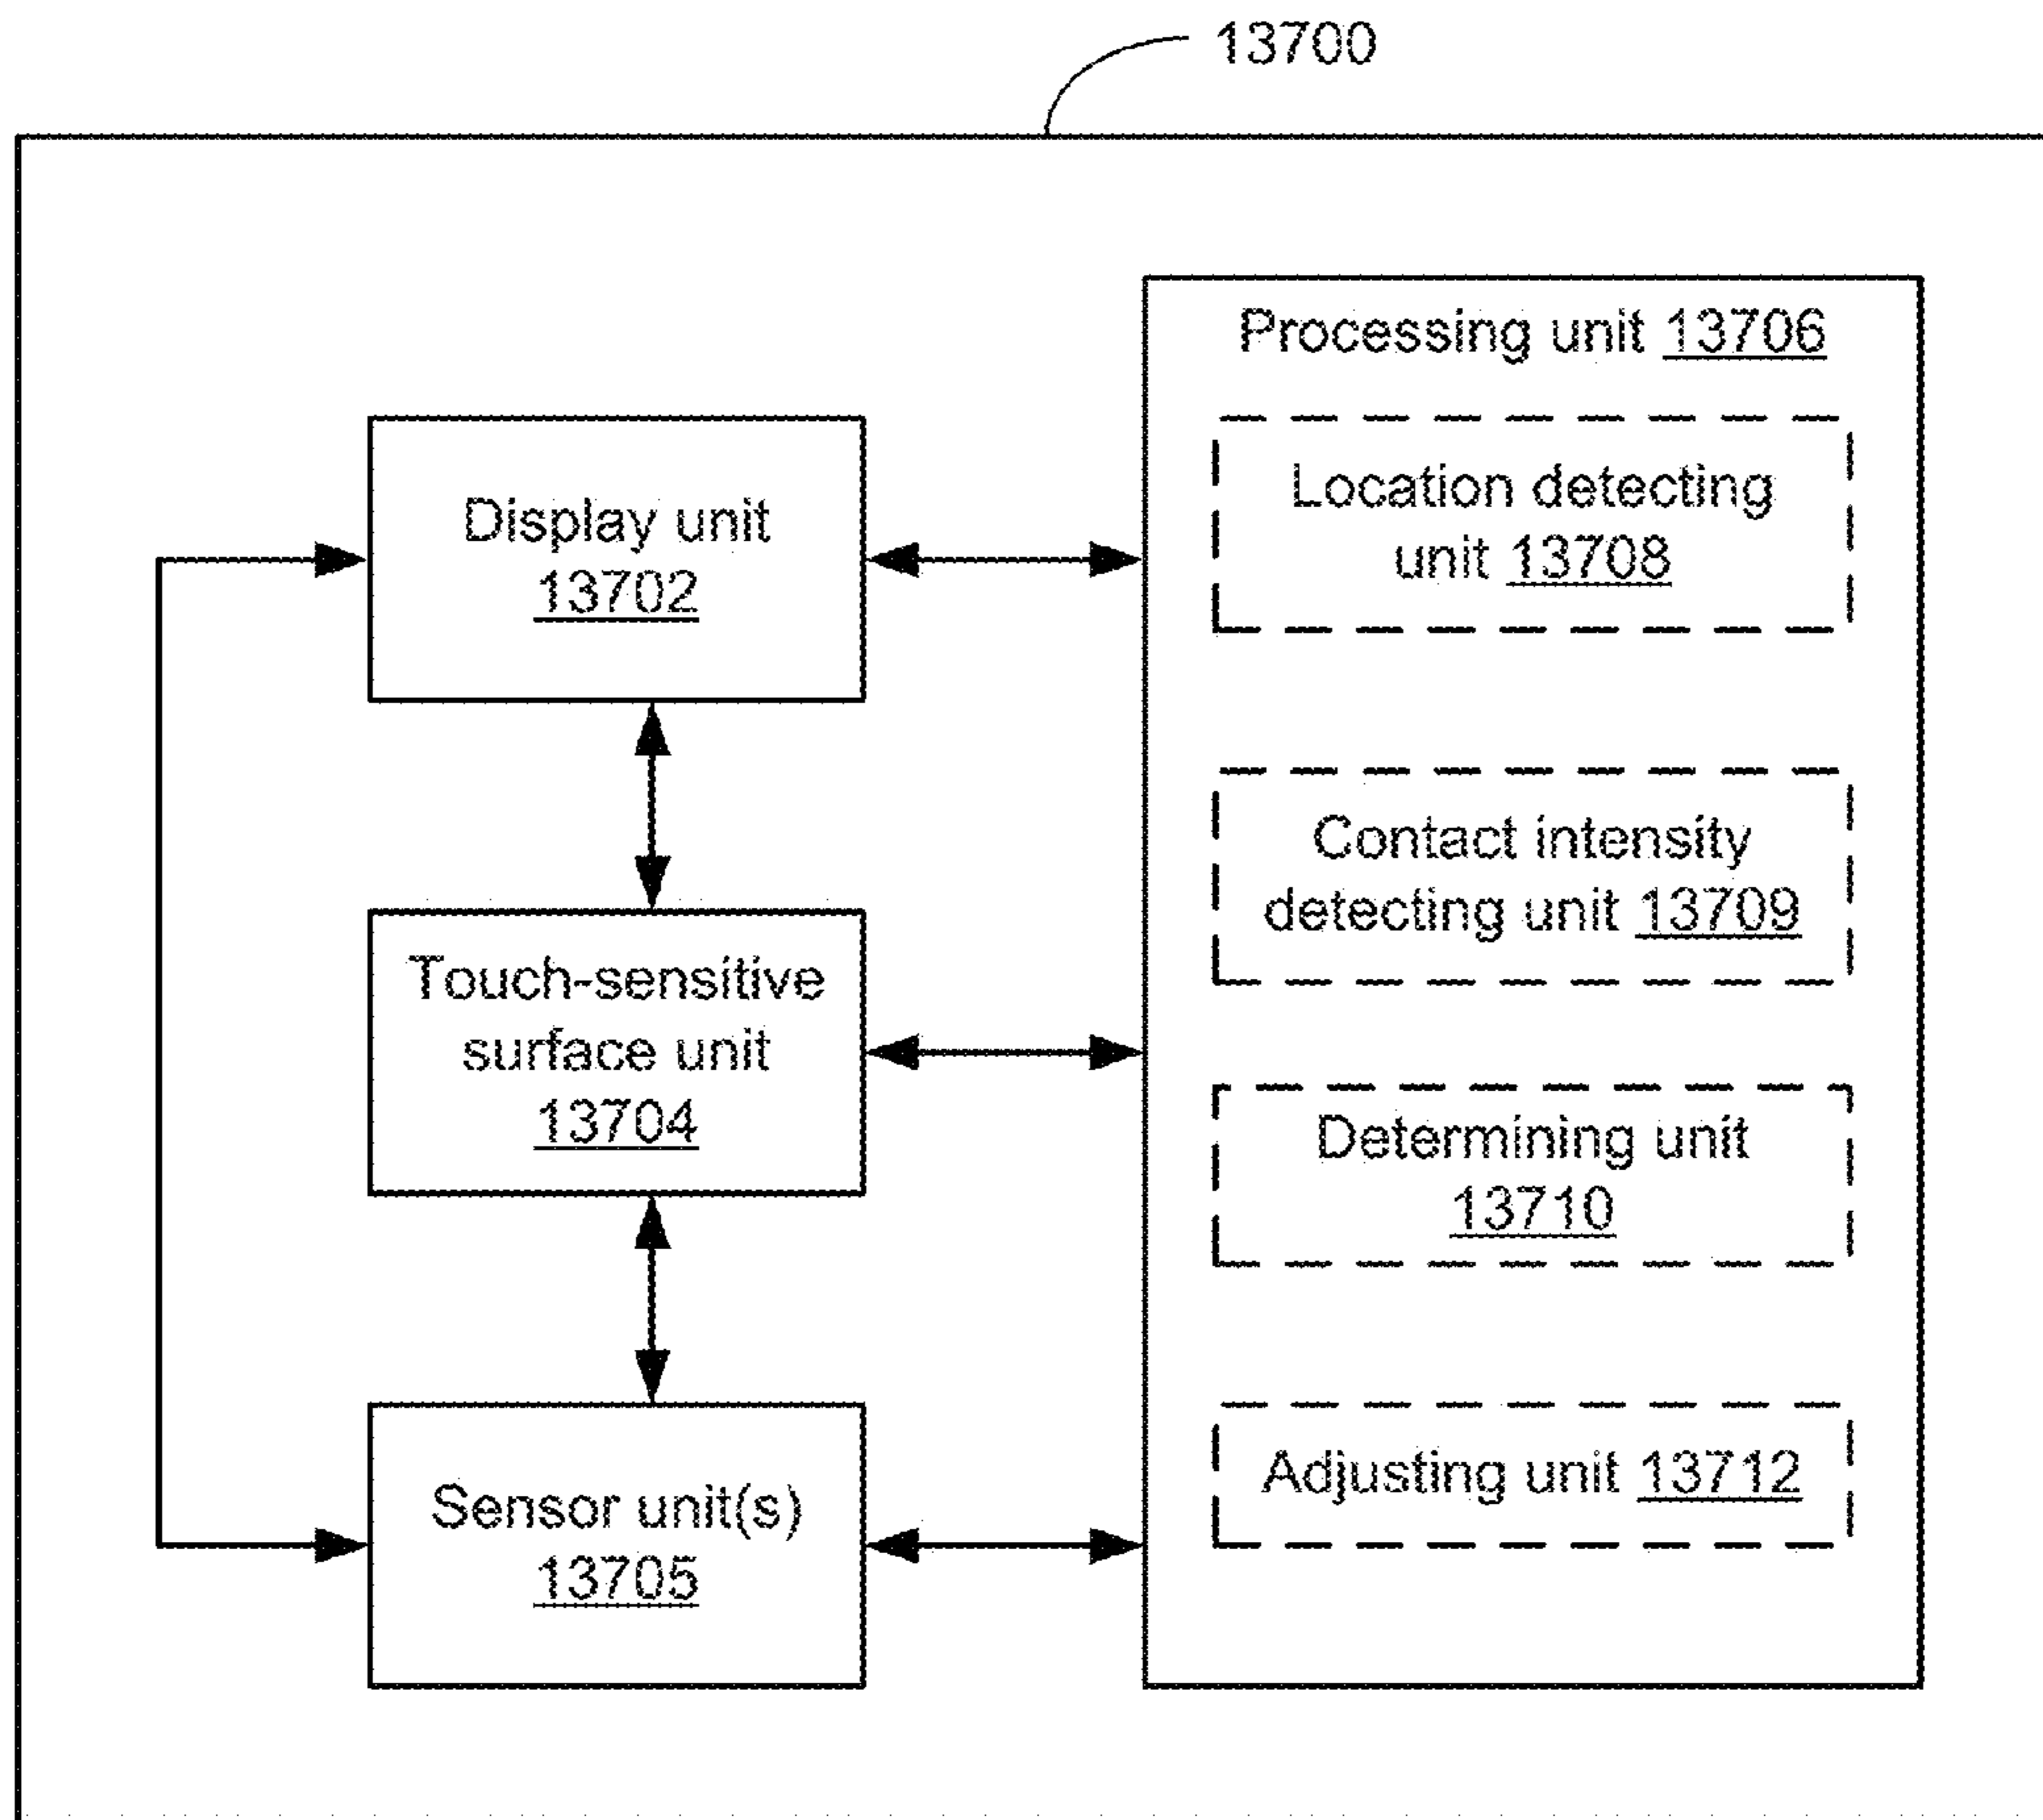 13700
Processing unit 13706
Location detecting
unit 13708
Display unit
13702
Contact intensity
detecting unit 13709
Touch-sensitive
surface unit
13704
Determining unit
13710
Adjusting unit 13712
Sensor unit(s)
13705